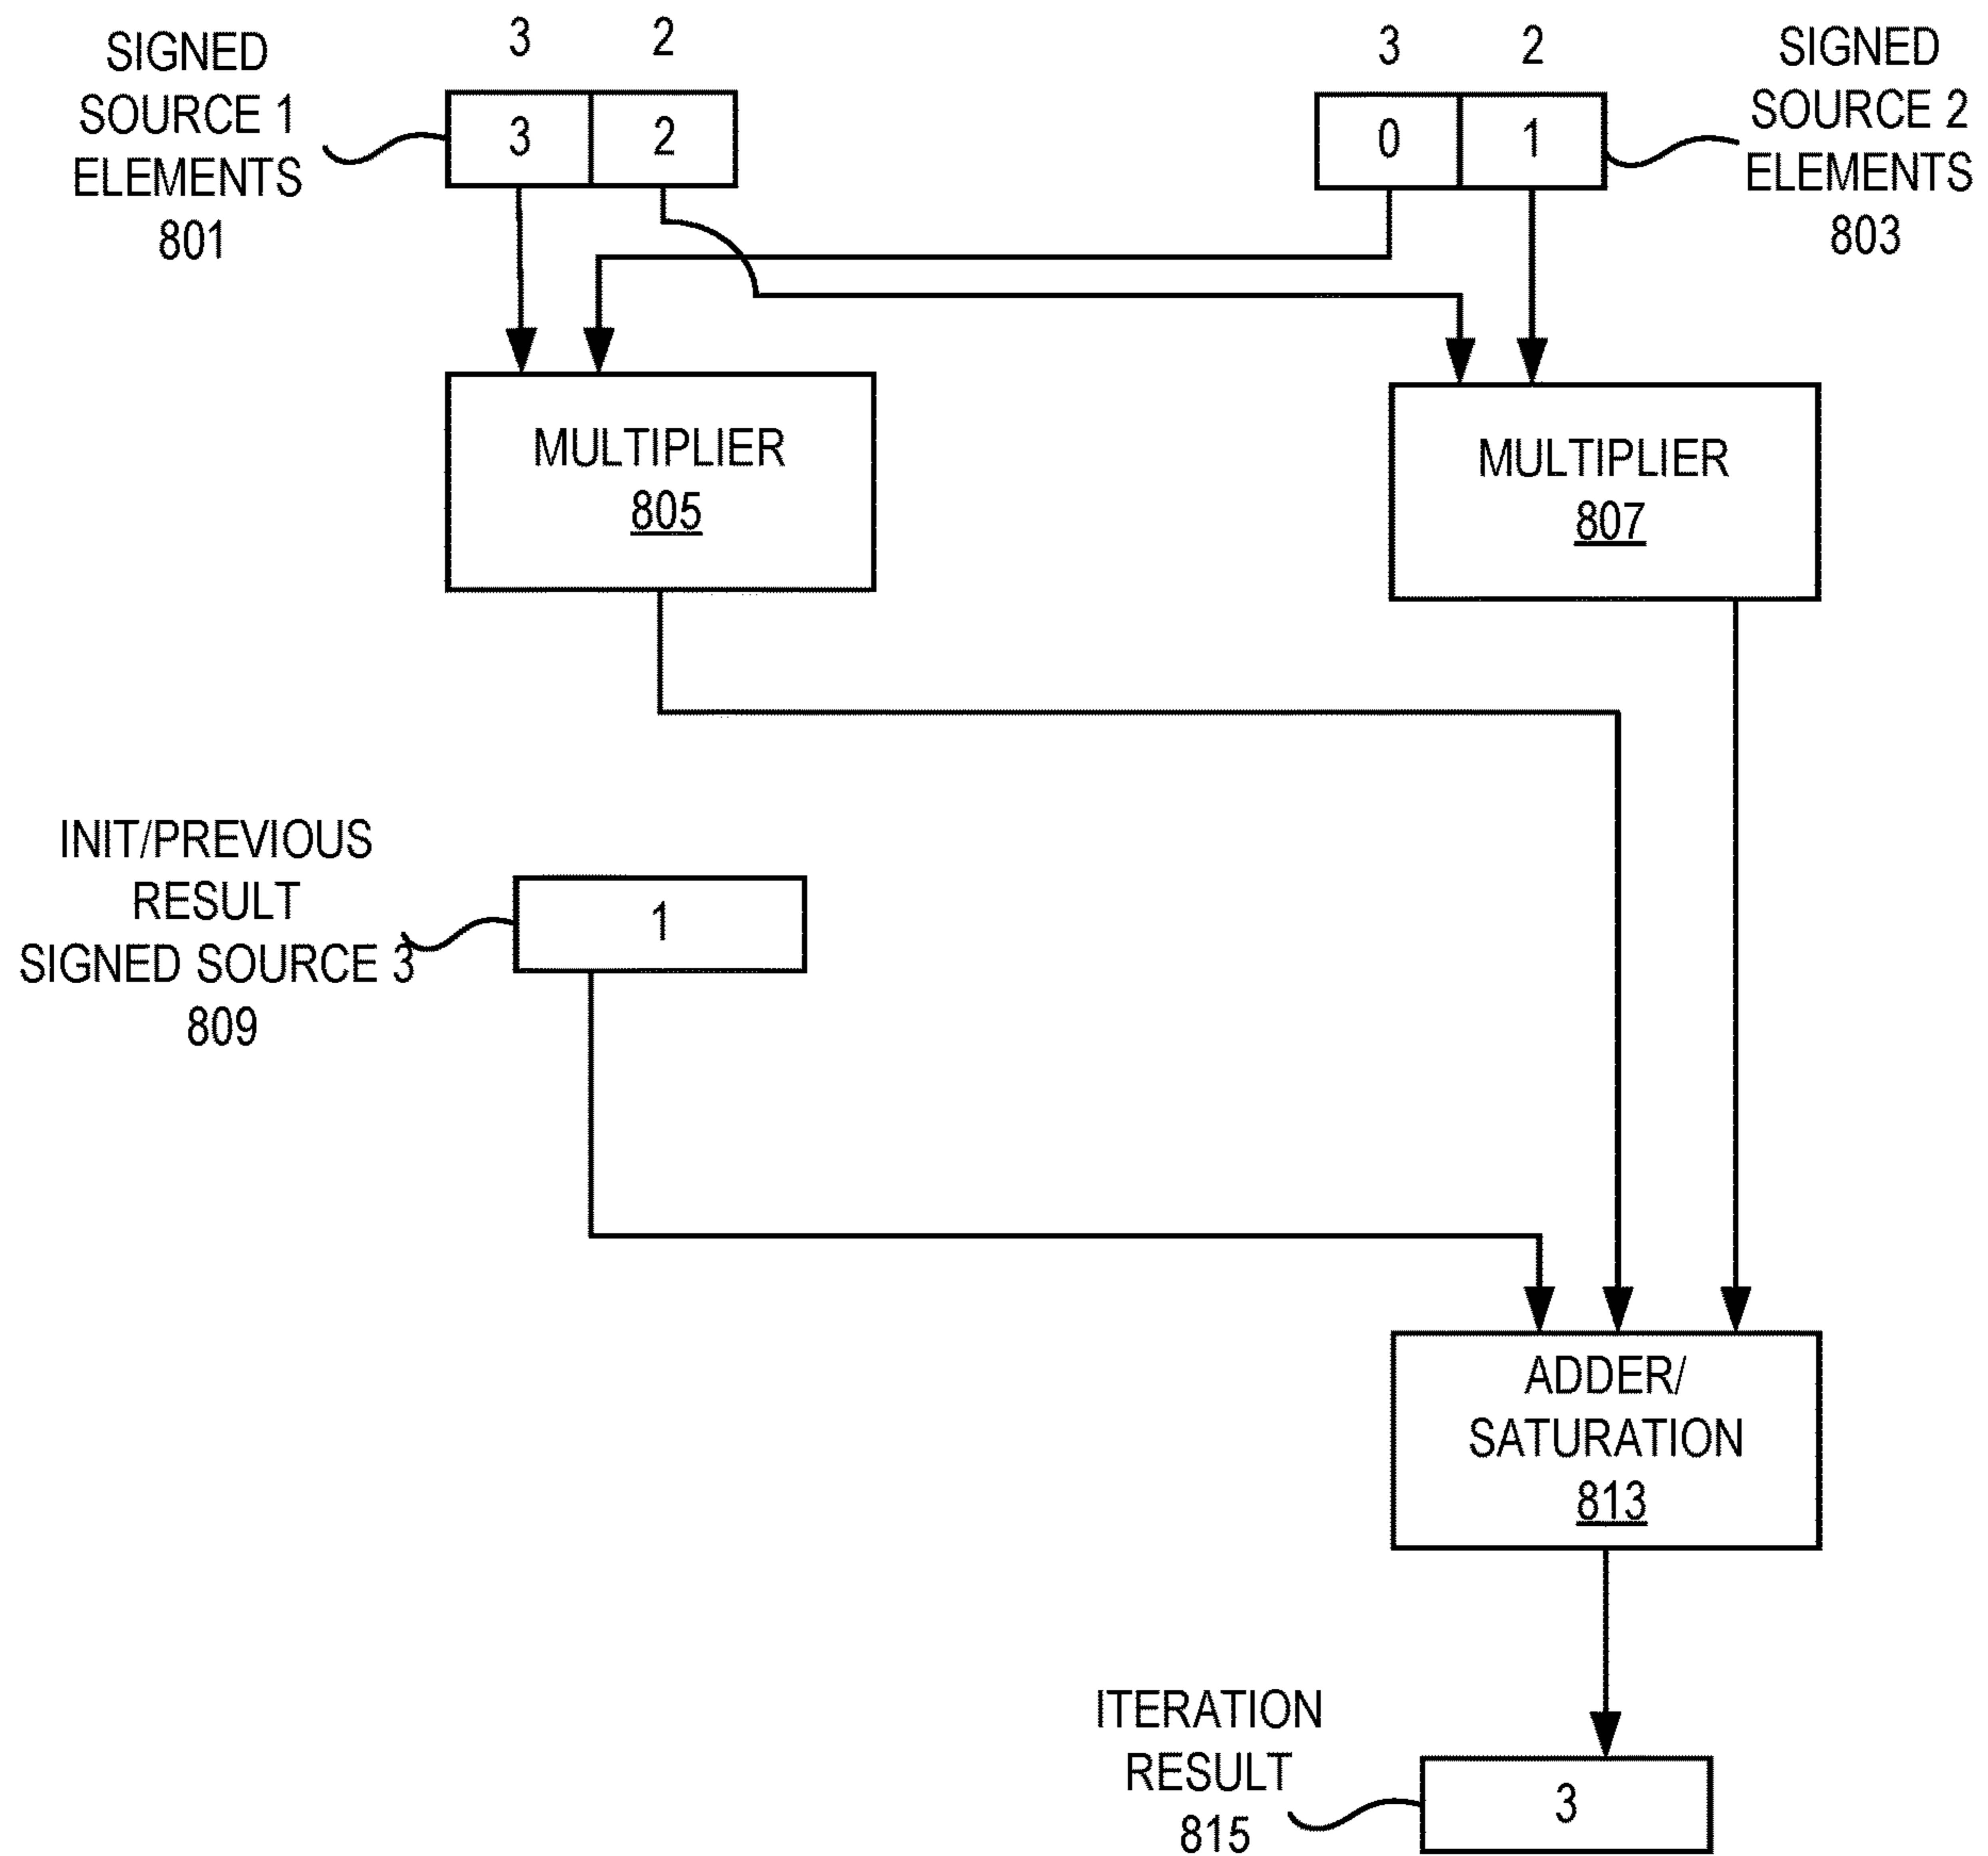 SIGNED
SOURCE 1
ELEMENTS
801
3 2
3 2
3 2
0 1
SIGNED
SOURCE 2
ELEMENTS
803
MULTIPLIER
805
MULTIPLIER
807
INIT/PREVIOUS
RESULT
SIGNED SOURCE 3
809
1
ADDER/
SATURATION
813
ITERATION
RESULT
815
3